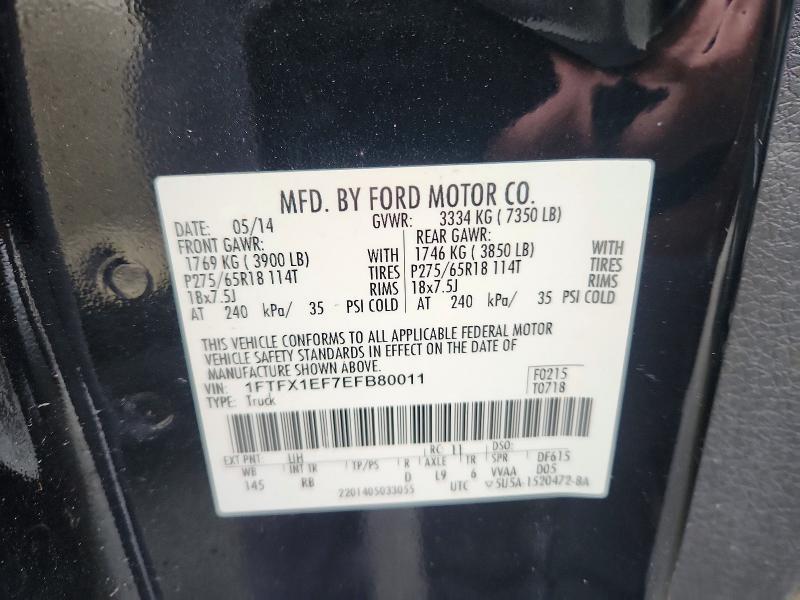 MFD. BY FORD MOTOR CO.
DATE: 05/14 GVWR: 3334 KG ( 7350 LB)
FRONT GAWR: REAR GAWR:
1769 KG ( 3900 LB) WITH 1746 KG ( 3850 LB) WITH
P275/65R18 114T TIRES P275/65R18 114T TIRES
18x7.5J RIMS 18x7.5J RIMS
AT 240 kPa/ 35 PSI COLD AT 240 kPa/ 35 PSI COLD
THIS VEHICLE CONFORMS TO ALL APPLICABLE FEDERAL MOTOR
VEHICLE SAFETY STANDARDS IN EFFECT ON THE DATE OF
MANUFACTURE SHOWN ABOVE.
VIN: 1FTFX1EF7EFB80011 F0215
TYPE: Truck T0718
RC: 11 DSO:
EXT PNT: UH DF615
WB INT TR TP/PS R AXLE TR SPR D05
145 RB D L9 6 VVAA
2201405033055 UTC ▽5U5A-1520472-BA